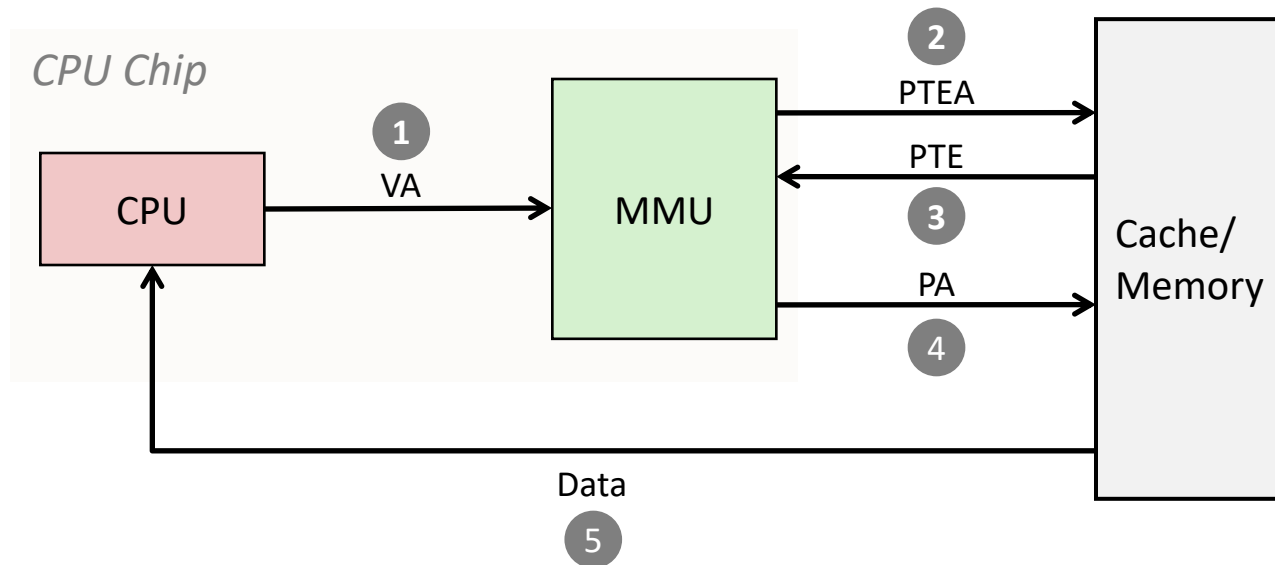 2
CPU Chip
PTEA
1
PTE
VA
CPU
MMU
3
Cache/
Memory
PA
4
Data
5